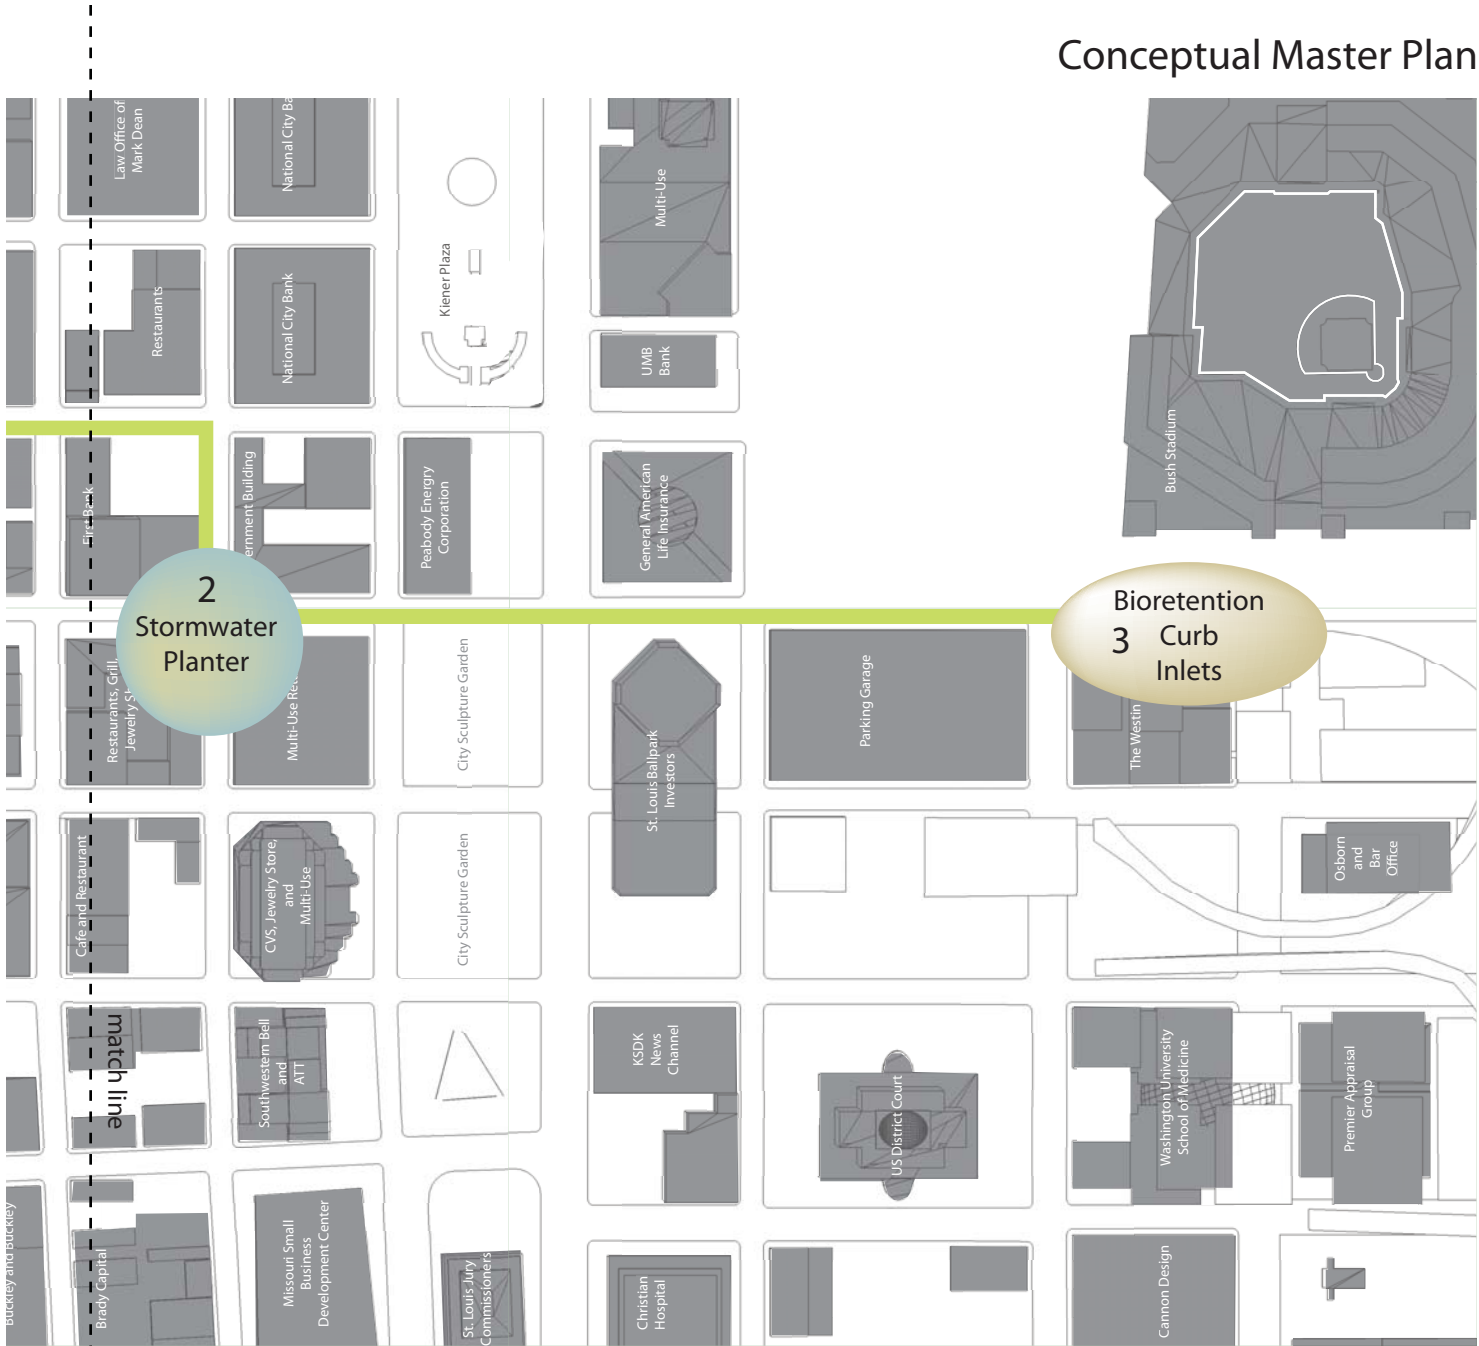 Conceptual Master Plan
Law Office of
Mark Dean
National City Ba
Multi-Use
Kiener Plaza
Restaurants
National City Bank
UMB
Bank
Bush Stadium
First Bank
ernment Building
Peabody Energry
Corporation
General American
Life Insurance
2
Stormwater
Planter
Bioretention
3 Curb
Inlets
Restaurants, Grill,
Jewelry S
Multi-Use Re
City Sculpture Garden
St. Louis Ballpark
Investors
Parking Garage
The Westin
Cafe and Restaurant
CVS, Jewelry Store,
and
Multi-Use
City Sculpture Garden
Osborn
and
Bar
Office
match line
Southwestern Bell
and
ATT
KSDK
News
Channel
US District Court
Washington University
School of Medicine
Premier Appraisal
Group
Buckley and Buckley
Brady Capital
Missouri Small
Business
Development Center
St. Louis Jury
Commissioners
Christian
Hospital
Cannon Design